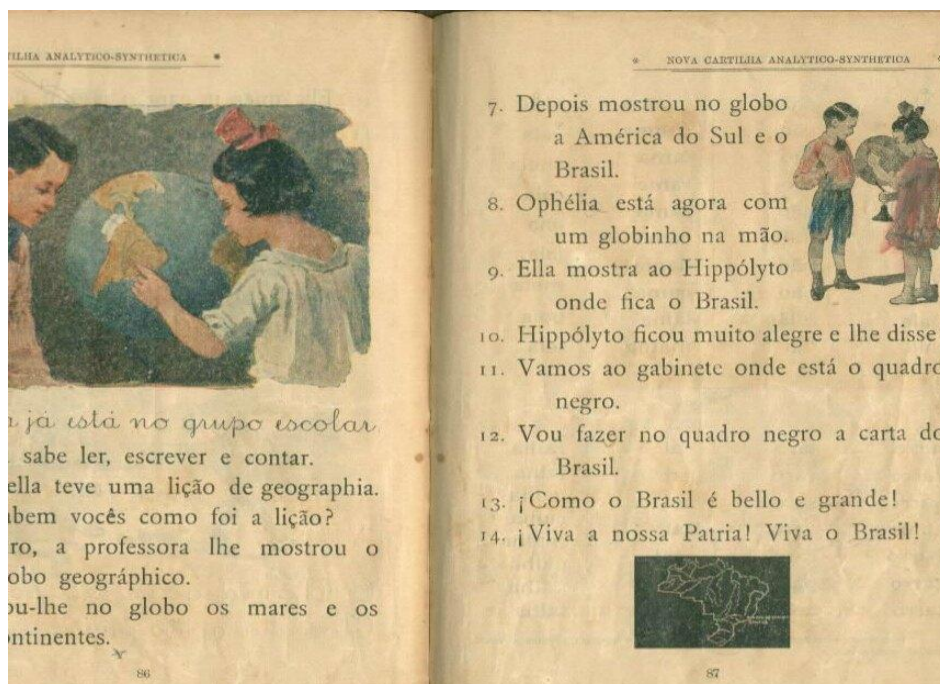 TILHA ANALYTICO-SYNTHETICA
já está no grupo escolar
sabe ler, escrever e contar.
ella teve uma lição de geographia.
abem vocês como foi a lição?
ro, a professora lhe mostrou o
obo geográphico.
ou-lhe no globo os mares e os
ontinentes.
86
NOVA CARTILHA ANALYTICO-SYNTHETICA
7. Depois mostrou no globo
a América do Sul e o
Brasil.
8. Ophélia está agora com
um globinho na mão.
9. Ella mostra ao Hippólyto
onde fica o Brasil.
10. Hippólyto ficou muito alegre e lhe disse
11. Vamos ao gabinete onde está o quadro
negro.
12. Vou fazer no quadro negro a carta do
Brasil.
13. ¡Como o Brasil é bello e grande!
14. ¡Viva a nossa Patria! Viva o Brasil!
87